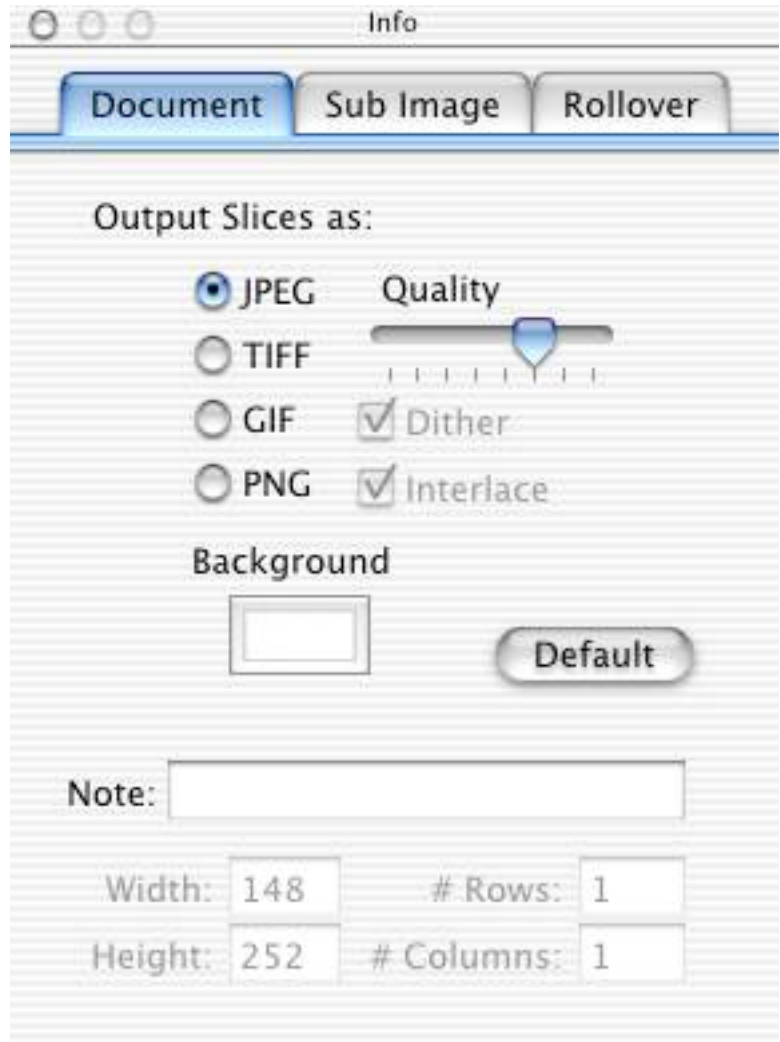 Info
Document Sub Image Rollover
Output Slices as:
JPEG Quality
TIFF
GIF Dither
PNG Interlace
Background
Default
Note:
Width: 148 # Rows: 1
Height: 252 # Columns: 1